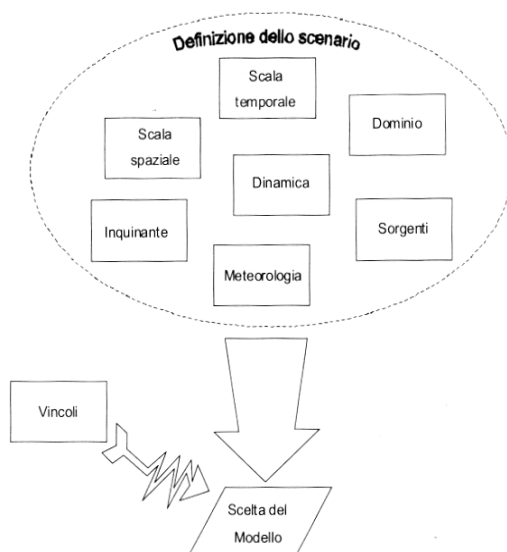 Definizione dello scenario
Scala
temporale
Dominio
Scala
spaziale
Dinamica
Inquinante
Sorgenti
Meteorologia
Vincoli
Scelta del
Modello